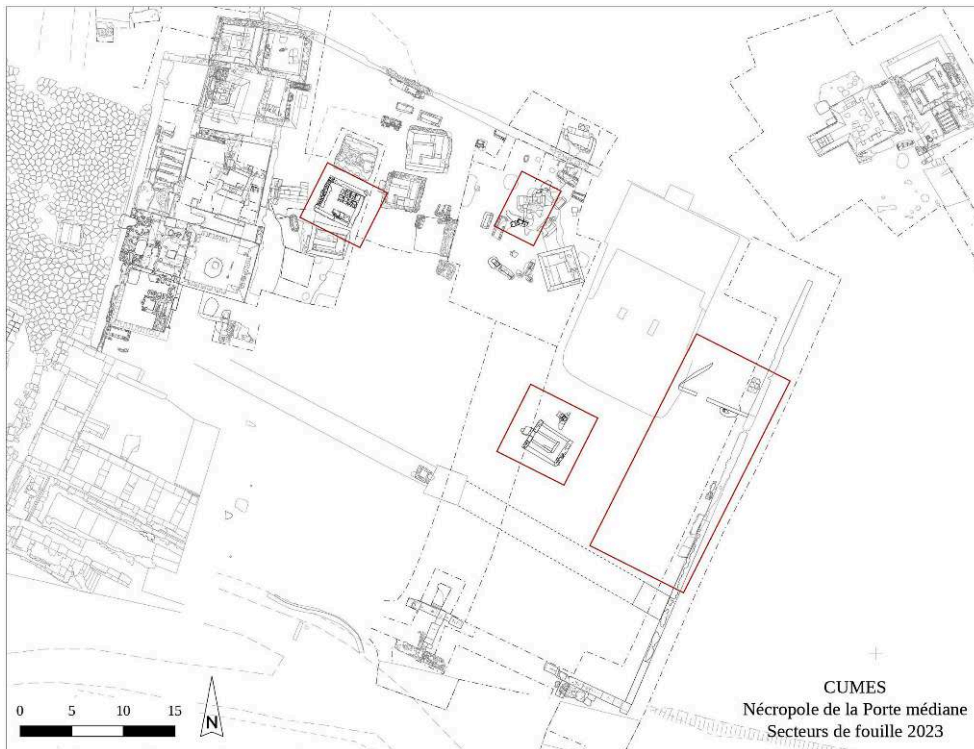 0 5 10 15
N
CUMES
Nécropole de la Porte médiane
Secteurs de fouille 2023